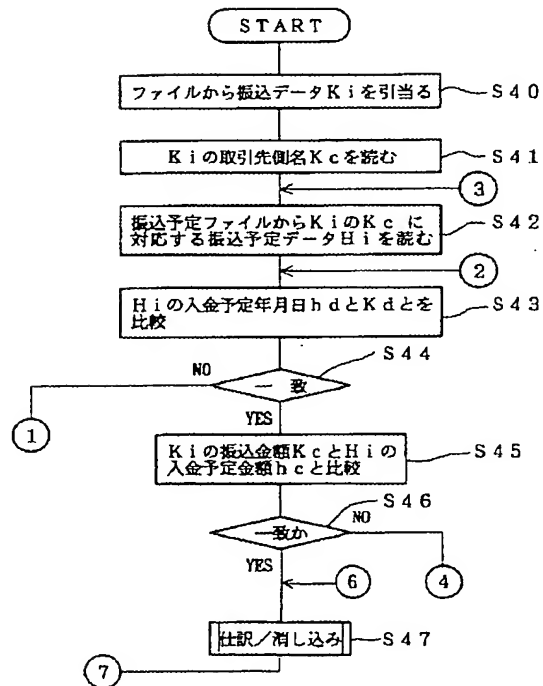 START
ファイルから振込データKiを引当る
S40
Kiの取引先側名Kcを読む
S41
3
振込予定ファイルからKiのKcに
対応する振込予定データHiを読む
S42
2
Hiの入金予定年月日hdとKdとを
比較
S43
S44
NO
一 致
1
YES
Kiの振込金額KcとHiの
入金予定金額hcと比較
S45
S46
一致か
NO
YES
6
4
仕訳/消し込み
S47
7